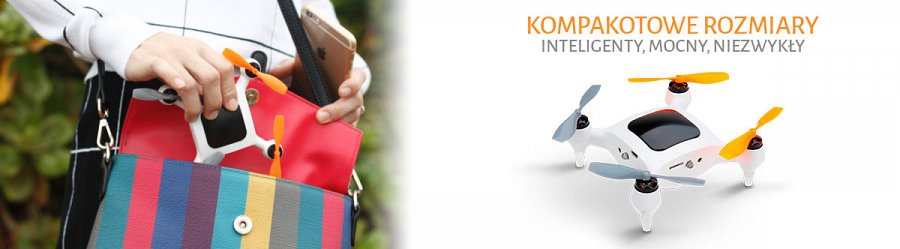 KOMPAKOTOWE ROZMIARY
INTELIGENTY, MOCNY, NIEZWYKŁY